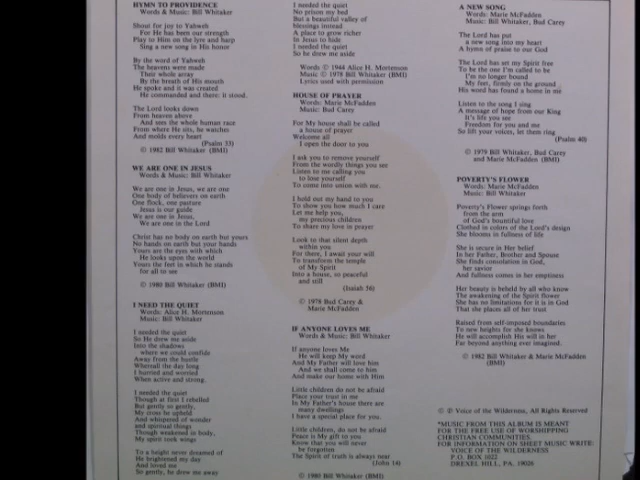 HYMN TO PROVIDENCE
Words & Music: Bill Whitaker
Shout for joy to Yahweh
For He has been our strength
Play to Him on the lyre and harp
Sing a new song in His honor
By the word of Yahweh
The heavens were made
Their whole array
By the breath of His mouth
He spoke and it was created
He commanded and there: it stood.
The Lord looks down
From heaven above
And sees the whole human race
From where He sits, he watches
And molds every heart
(Psalm 33)
© 1982 Bill Whitaker (BMI)
WE ARE ONE IN JESUS
Words & Music: Bill Whitaker
We are one in Jesus, we are one
One body of believers on earth
One flock, one pasture
Jesus is our guide
We are one in Jesus,
We are one in the Lord
Christ has no body on earth but yours
No hands on earth but your hands
Yours are the eyes with which
He looks upon the world
Yours the feet in which he stands
for all to see
© 1980 Bill Whitaker (BMI)
I NEED THE QUIET
Words: Alice H. Mortenson
Music: Bill Whitaker
I needed the quiet
So He drew me aside
Into the shadows
where we could confide
Away from the bustle
Where all the day long
I hurried and worried
When active and strong.
I needed the quiet
Though at first I rebelled
But gently so gently,
My cross he upheld
And whispered of wonder
and spiritual things
Though weakened in body,
My spirit took wings
To a height never dreamed of
He brightened my day
And loved me
So gently, he drew me away
I needed the quiet
No prison my bed
But a beautiful valley of
blessings instead
A place to grow richer
In Jesus to hide
I needed the quiet
So he drew me aside
Words © 1944 Alice H. Mortenson
Music © 1978 Bill Whitaker (BMI)
Lyrics used with permission
HOUSE OF PRAYER
Words: Marie McFadden
Music: Bud Carey
For My house shall be called
a house of prayer
Welcome all
I open the door to you
I ask you to remove yourself
From the wordly things you see
Listen to me calling you
to lose yourself
To come into union with me.
I hold out my hand to you
To show you how much I care
Let me help you,
my precious children
To share my love in prayer
Look to that silent depth
within you
For there, I await your will
To transform the temple
of My Spirit
Into a house, so peaceful
and still
(Isaiah 56)
© 1979 Bud Carey &
Marie McFadden
IF ANYONE LOVES ME
Words & Music: Bill Whitaker
If anyone loves Me
He will keep My word
And My Father will love him
And we shall come to him
And make our home with Him
Little children do not be afraid
Place your trust in me
In My Father's house there are
many dwellings
I have a special place for you.
Little children, do not be afraid
Peace is My gift to you
Know that you will never
be forgotten
The Spirit of truth is always near
(John 14)
© 1980 Bill Whitaker (BMI)
A NEW SONG
Words: Marie McFadden
Music: Bill Whitaker, Bud Carey
The Lord has put
a new song into my heart
A hymn of praise to our God
The Lord has set my Spirit free
To be the one I'm called to be
I'm no longer bound
My feet, firmly on the ground
His word has found a home in me
Listen to the song I sing
A message of hope from our King
It's life you see
Freedom for you and me
So lift your voices, let them ring
(Psalm 40)
© 1979 Bill Whitaker, Bud Carey
and Marie McFadden (BMI)
POVERTY'S FLOWER
Words: Marie McFadden
Music: Bill Whitaker
Poverty's Flower springs forth
from the arm
of God's bountiful love
Clothed in colors of the Lord's design
She blooms in fullness of life
She is secure in Her belief
In her Father, Brother and Spouse
She finds consolation in God,
her savior
And fullness comes in her emptiness
Her beauty is beheld by all who know
The awakening of the Spirit flower
She has no limitations for it is in God
That she places all of her trust
Raised from self-imposed boundaries
To new heights for she knows
He will accomplish His will in her
Far beyond anything ever imagined.
© 1982 Bill Whitaker & Marie McFadden
(BMI)
© ℗ Voice of the Wilderness, All Rights Reserved
*MUSIC FROM THIS ALBUM IS MEANT
FOR THE FREE USE OF WORSHIPPING
CHRISTIAN COMMUNITIES.
FOR INFORMATION ON SHEET MUSIC WRITE:
VOICE OF THE WILDERNESS
P.O. BOX 1022
DREXEL HILL, PA. 19026